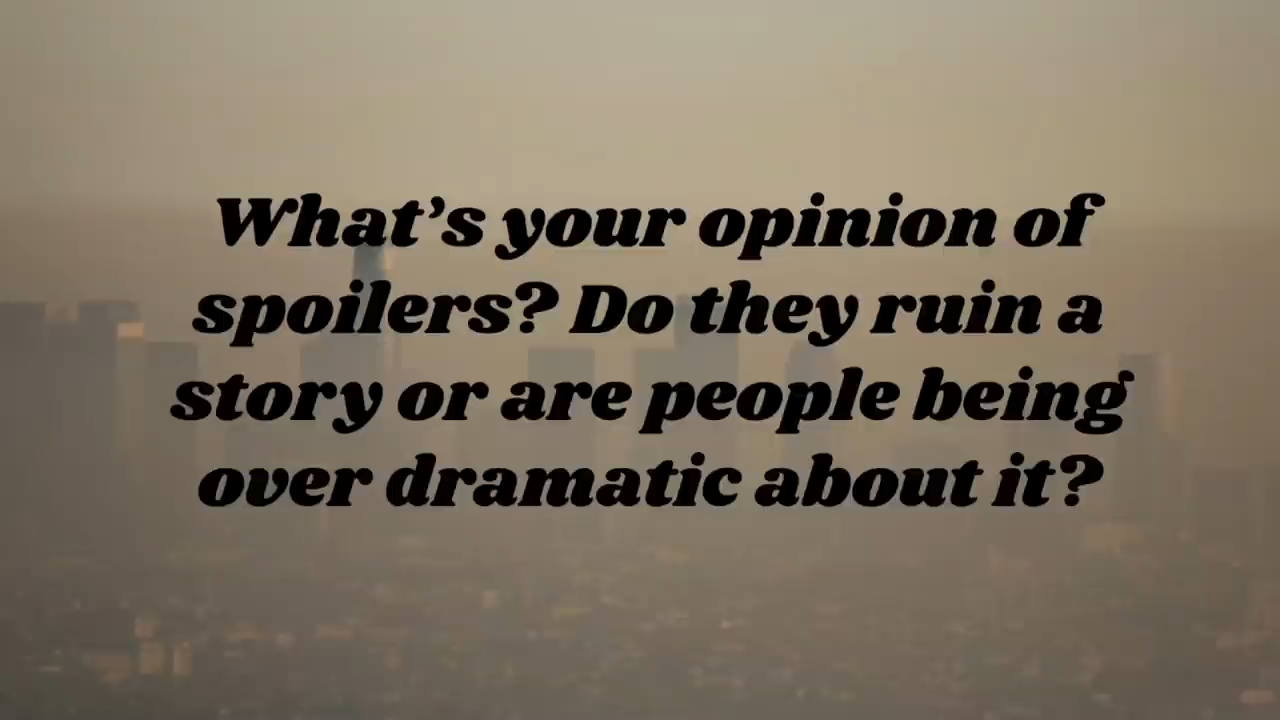 What’s your opinion of
spoilers? Do they ruin a
story or are people being
over dramatic about it?